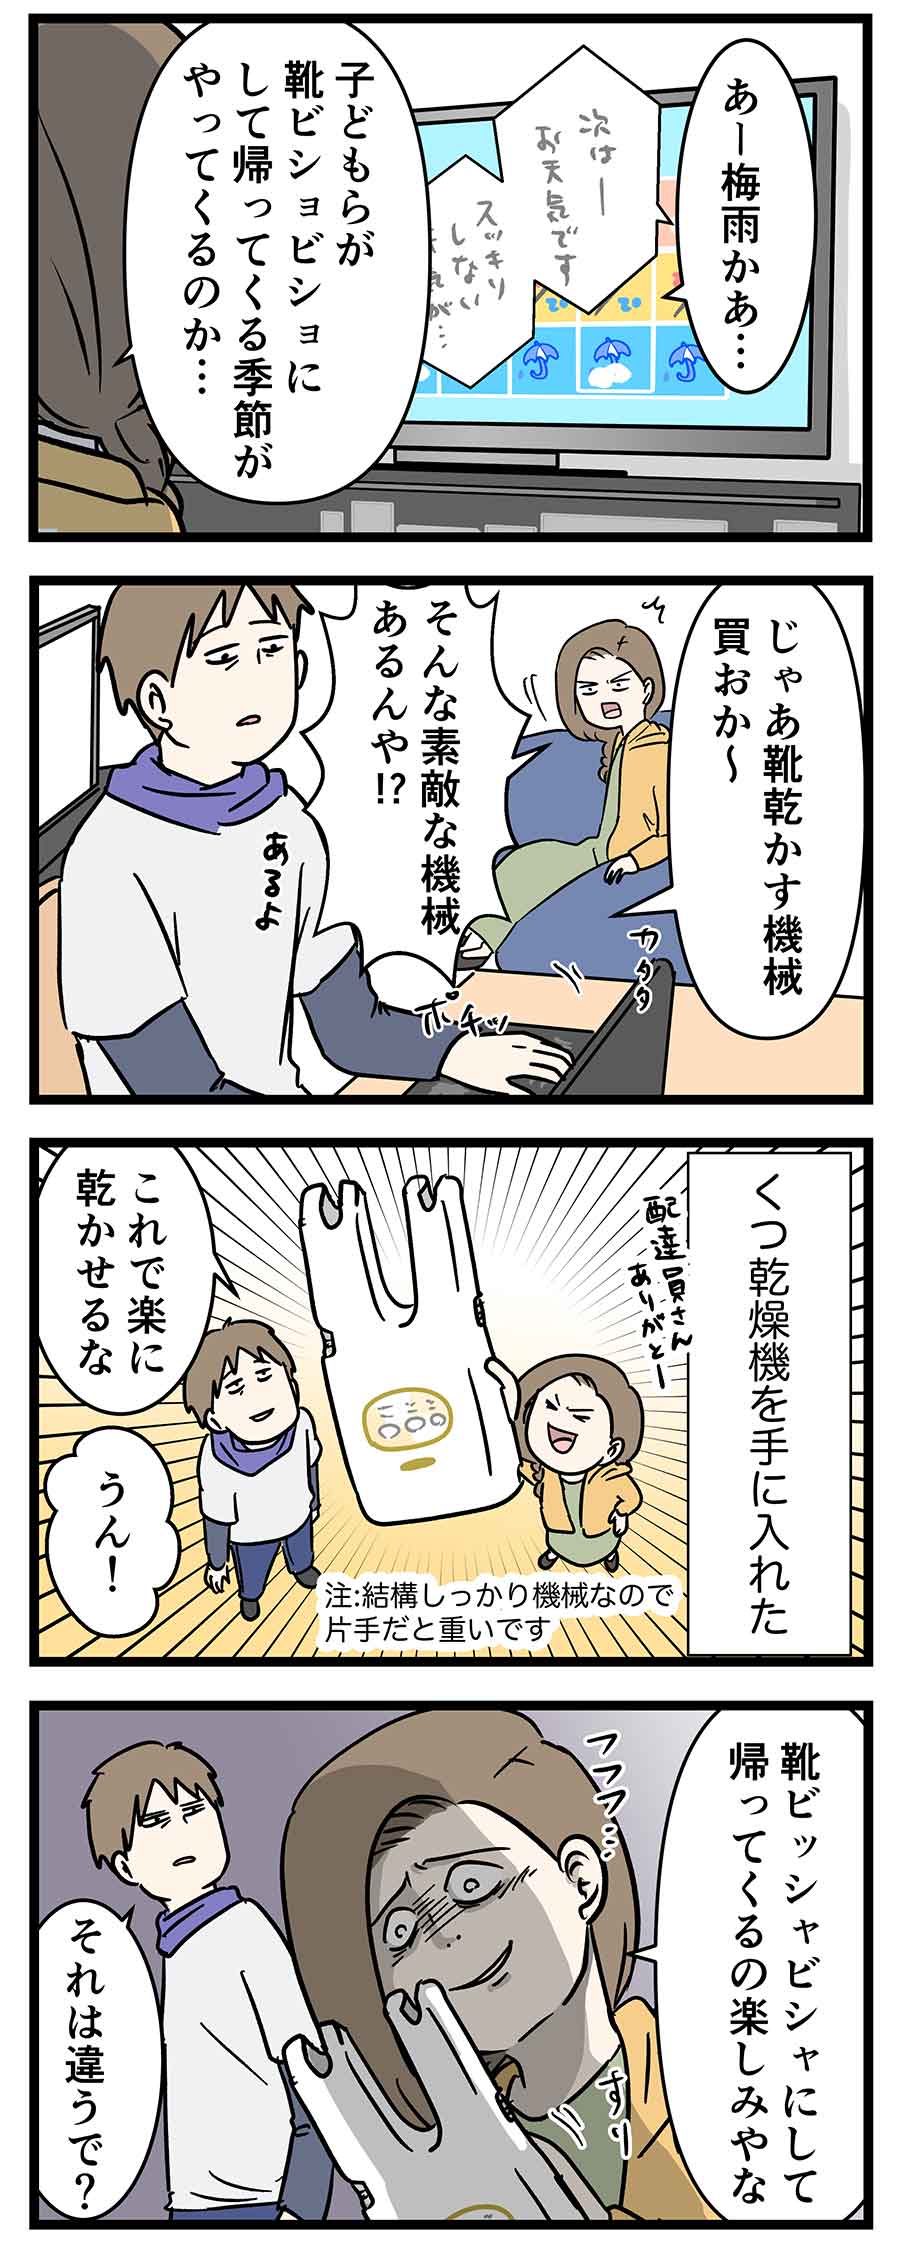 あー梅雨かあ…
次はー
お天気です
スッキリ
しない
子どもらが
靴ビショビショに
して帰ってくる季節が
やってくるのか…
じゃあ靴乾かす機械
買おか～
そんな素敵な機械
あるんや!?
あるよ
カタタ
ポチッ
くつ乾燥機を手に入れた
配達員さん
ありがとー
これで楽に
乾かせるな
うん!
注:結構しっかり機械なので
片手だと重いです
靴ビッシャビシャにして
帰ってくるの楽しみやな
フフフ…
すり
それは違うで?